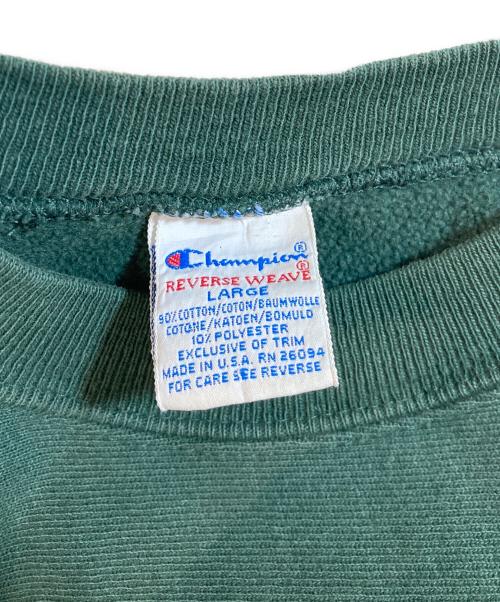 Champion®
REVERSE WEAVE®
LARGE
90% COTTON/COTON/BAUMWOLLE
COTONE/KATOEN/BOMULD
10% POLYESTER
EXCLUSIVE OF TRIM
MADE IN U.S.A. RN 26094
FOR CARE SEE REVERSE